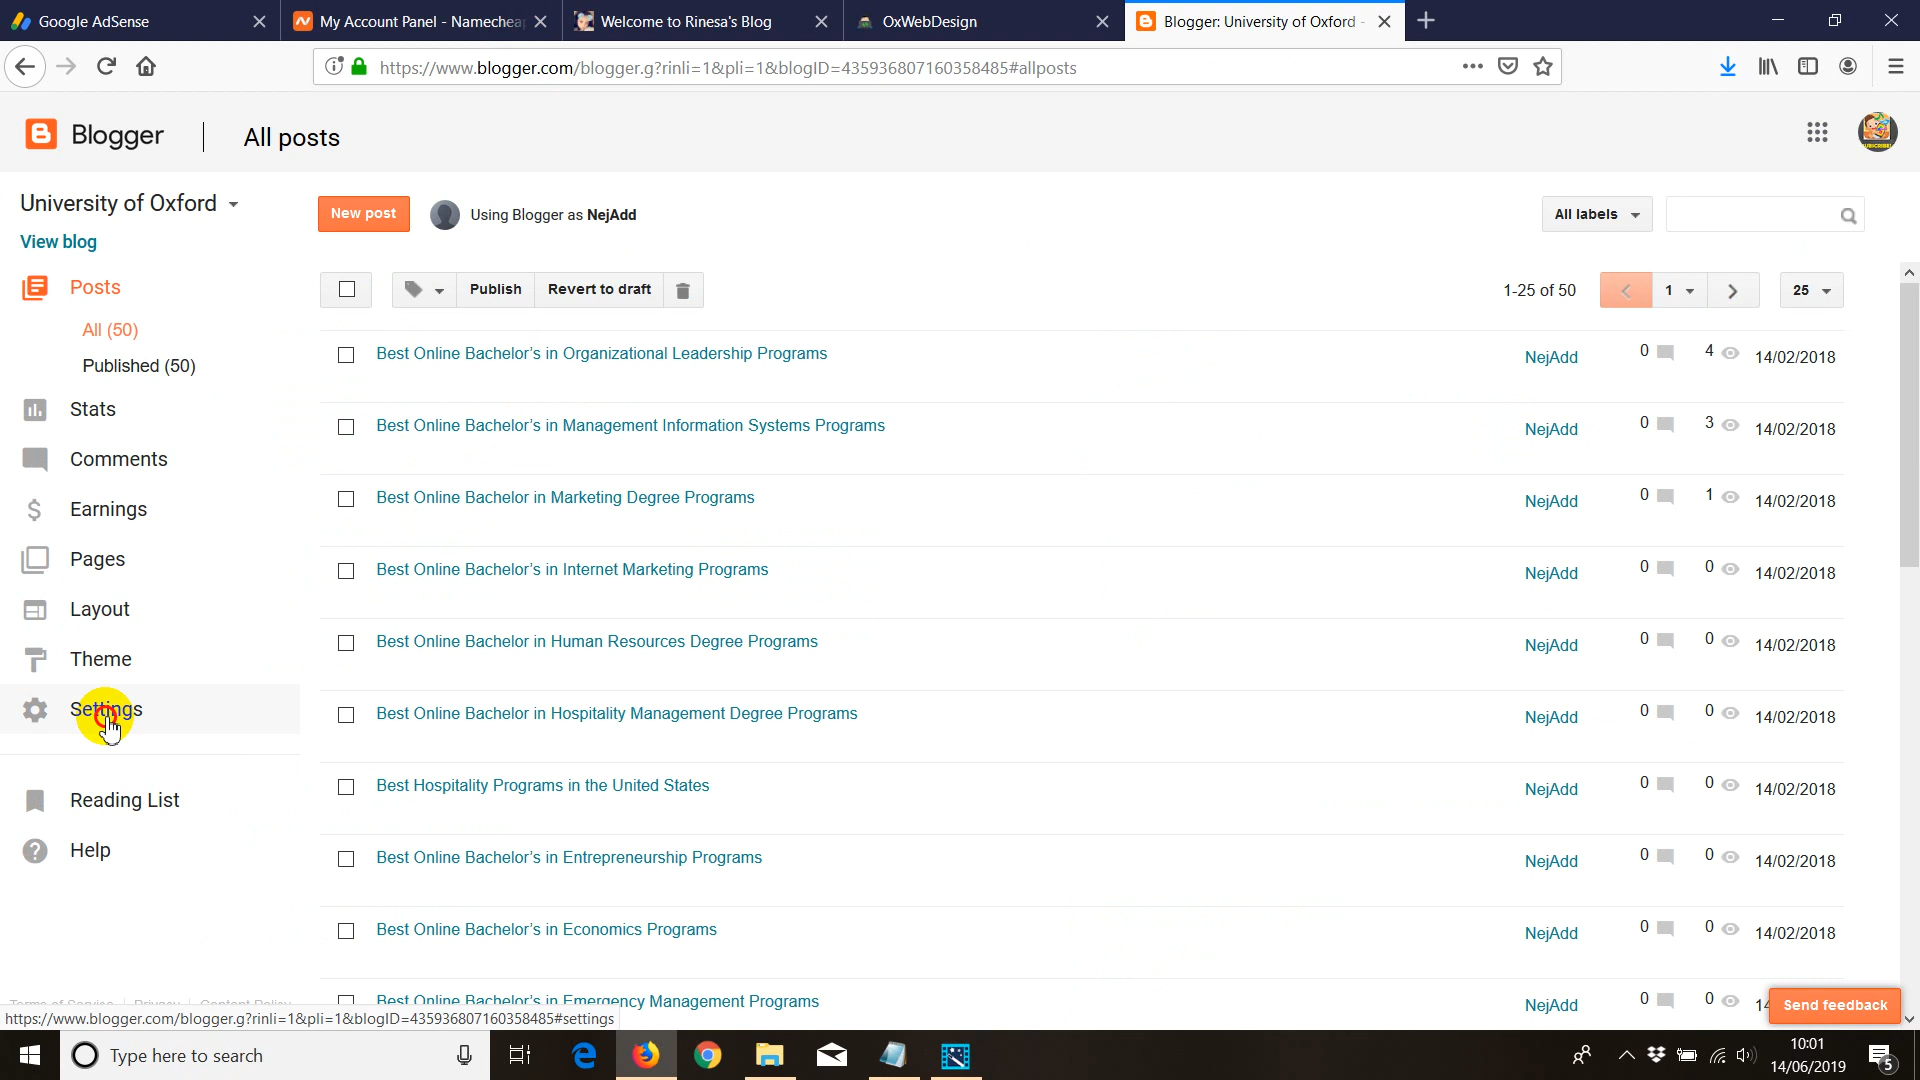 Google AdSense
My Account Panel - Namecheap
Welcome to Rinesa's Blog
OxWebDesign
Blogger: University of Oxford -
https://www.blogger.com/blogger.g?rinli=1&pli=1&blogID=435936807160358485#allposts
Blogger
All posts
University of Oxford
View blog
Posts
All (50)
Published (50)
Stats
Comments
Earnings
Pages
Layout
Theme
Settings
Reading List
Help
Terms of Service Privacy Content Policy
https://www.blogger.com/blogger.g?rinli=1&pli=1&blogID=435936807160358485#settings
New post
Using Blogger as NejAdd
All labels
Publish
Revert to draft
1-25 of 50
1
25
Best Online Bachelor's in Organizational Leadership Programs NejAdd 0 4 14/02/2018
Best Online Bachelor's in Management Information Systems Programs NejAdd 0 3 14/02/2018
Best Online Bachelor in Marketing Degree Programs NejAdd 0 1 14/02/2018
Best Online Bachelor's in Internet Marketing Programs NejAdd 0 0 14/02/2018
Best Online Bachelor in Human Resources Degree Programs NejAdd 0 0 14/02/2018
Best Online Bachelor in Hospitality Management Degree Programs NejAdd 0 0 14/02/2018
Best Hospitality Programs in the United States NejAdd 0 0 14/02/2018
Best Online Bachelor's in Entrepreneurship Programs NejAdd 0 0 14/02/2018
Best Online Bachelor's in Economics Programs NejAdd 0 0 14/02/2018
Best Online Bachelor's in Emergency Management Programs NejAdd 0 0 14
Send feedback
Type here to search
10:01
14/06/2019
5